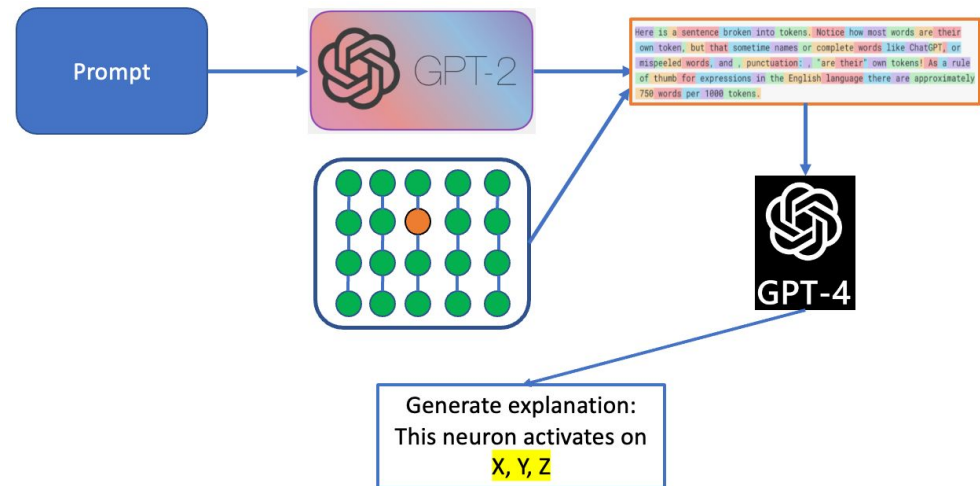 Prompt
GPT-2
Here is a sentence broken into tokens. Notice how most words are their
own token, but that sometime names or complete words like ChatGPT, or
mispeeled words, and , punctuation: , "are their" own tokens! As a rule
of thumb for expressions in the English language there are approximately
750 words per 1000 tokens.
GPT-4
Generate explanation:
This neuron activates on
X, Y, Z